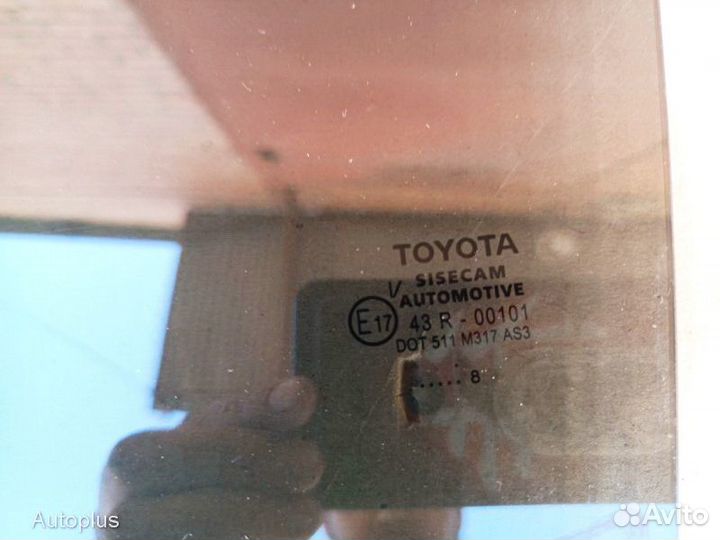 TOYOTA
SISECAM
V AUTOMOTIVE
E17 43 R - 00101
DOT 511 M317 AS3
..... 8
Autoplus
Avito